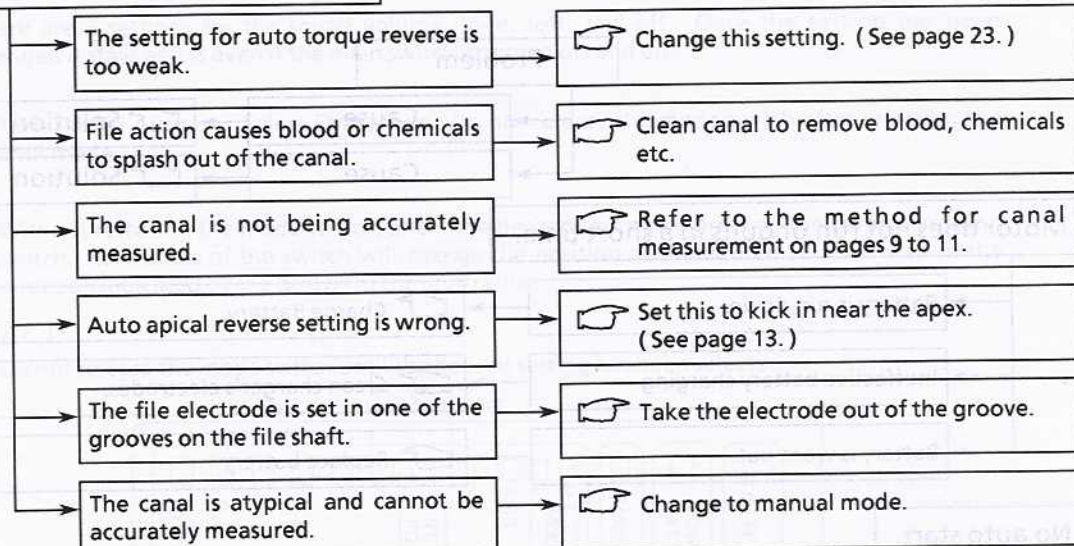 The setting for auto torque reverse is
too weak.
Change this setting. ( See page 23. )
File action causes blood or chemicals
to splash out of the canal.
Clean canal to remove blood, chemicals
etc.
The canal is not being accurately
measured.
Refer to the method for canal
measurement on pages 9 to 11.
Auto apical reverse setting is wrong.
Set this to kick in near the apex.
( See page 13. )
The file electrode is set in one of the
grooves on the file shaft.
Take the electrode out of the groove.
The canal is atypical and cannot be
accurately measured.
Change to manual mode.